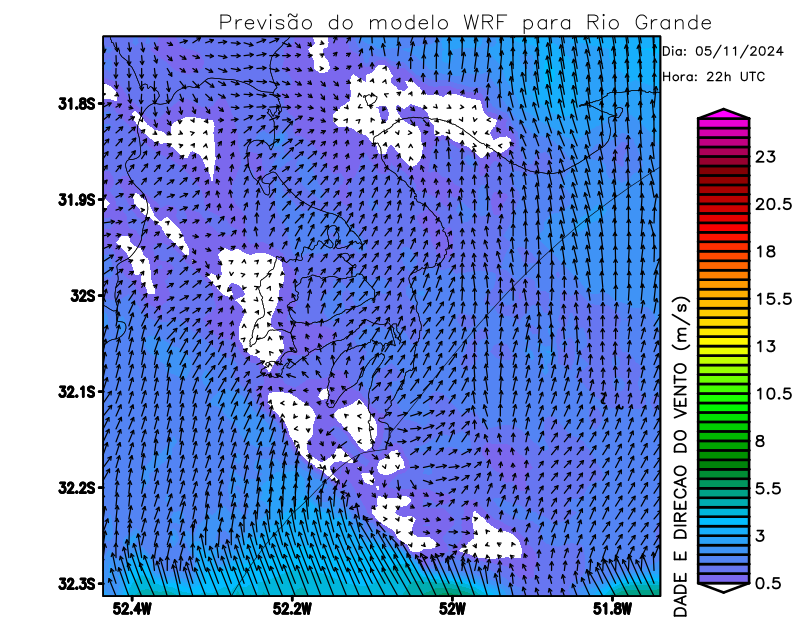 Previsão do modelo WRF para Rio Grande
Dia: 05/11/2024
Hora: 22h UTC
31.8S
31.9S
32S
32.1S
32.2S
32.3S
52.4W
52.2W
52W
51.8W
23
20.5
18
15.5
13
10.5
8
5.5
3
0.5
DADE E DIRECAO DO VENTO (m/s)